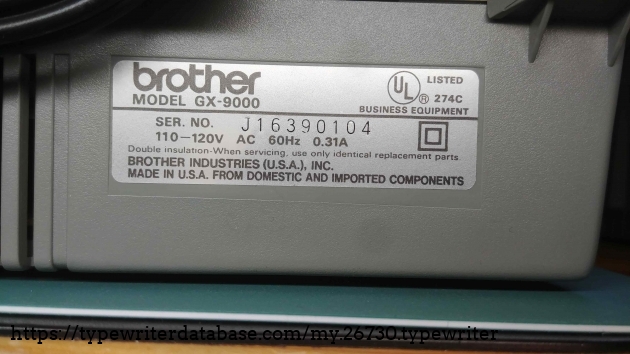 brother
MODEL GX-9000
UL ® LISTED
274C
BUSINESS EQUIPMENT
SER. NO. J16390104
110—120V AC 60Hz 0.31A
Double insulation-When servicing, use only identical replacement parts.
BROTHER INDUSTRIES (U.S.A.), INC.
MADE IN U.S.A. FROM DOMESTIC AND IMPORTED COMPONENTS
https://typewriterdatabase.com/my.26730.typewriter